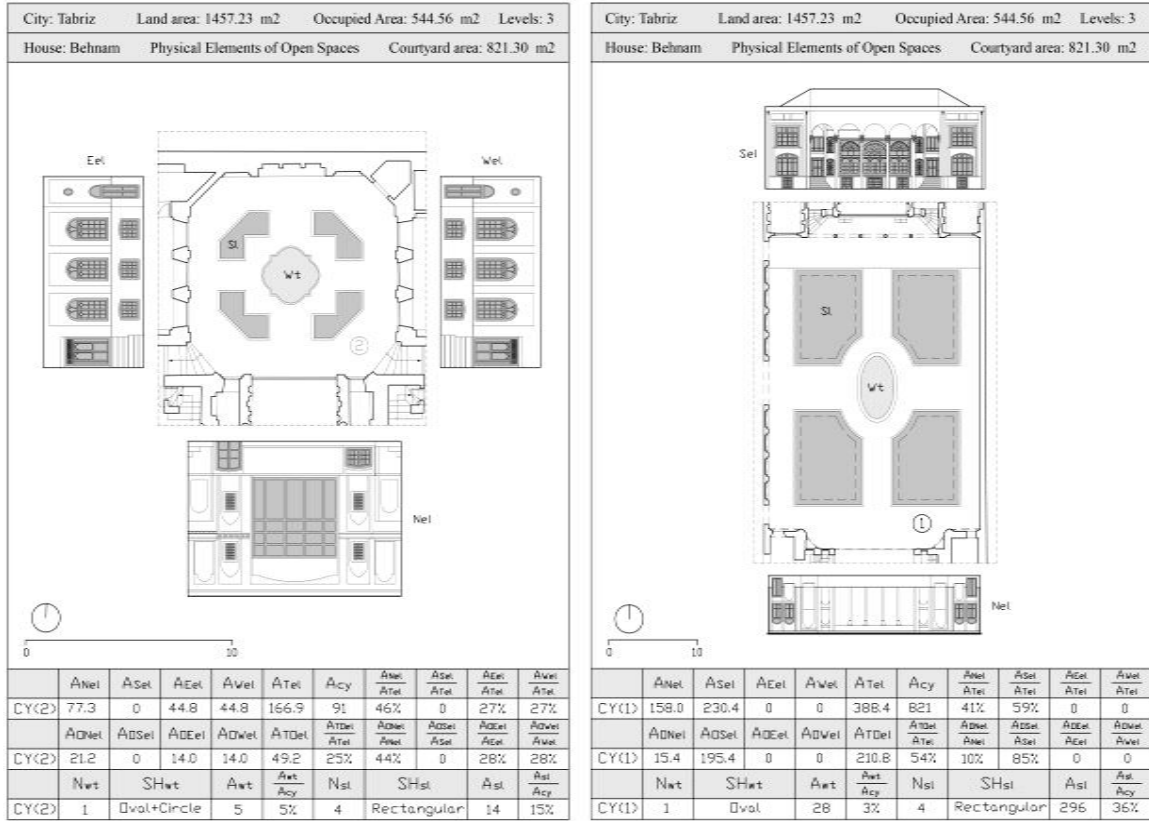 City: Tabriz Land area: 1457.23 m2 Occupied Area: 544.56 m2 Levels: 3
House: Behnam Physical Elements of Open Spaces Courtyard area: 821.30 m2
Eel
Wel
Sl
Wt
2
Nel
0 10
ANel ASel AEel AWel ATel Acy ANel/ATel ASel/ATel AEel/ATel AWel/ATel
CY(2) 77.3 0 44.8 44.8 166.9 91 46% 0 27% 27%
AONel AOSel AOEel AOWel ATOel ATOel/ATel AONel/ANel AOSel/ASel AOEel/AEel AOWel/AWel
CY(2) 21.2 0 14.0 14.0 49.2 25% 44% 0 28% 28%
Nwt SHwt Awt Awt/Acy Nsl SHsl Asl Asl/Acy
CY(2) 1 Oval+Circle 5 5% 4 Rectangular 14 15%
City: Tabriz Land area: 1457.23 m2 Occupied Area: 544.56 m2 Levels: 3
House: Behnam Physical Elements of Open Spaces Courtyard area: 821.30 m2
Sel
Sl
Wt
1
Nel
0 10
ANel ASel AEel AWel ATel Acy ANel/ATel ASel/ATel AEel/ATel AWel/ATel
CY(1) 158.0 230.4 0 0 388.4 821 41% 59% 0 0
AONel AOSel AOEel AOWel ATOel ATOel/ATel AONel/ANel AOSel/ASel AOEel/AEel AOWel/AWel
CY(1) 15.4 195.4 0 0 210.8 54% 10% 85% 0 0
Nwt SHwt Awt Awt/Acy Nsl SHsl Asl Asl/Acy
CY(1) 1 Oval 28 3% 4 Rectangular 296 36%